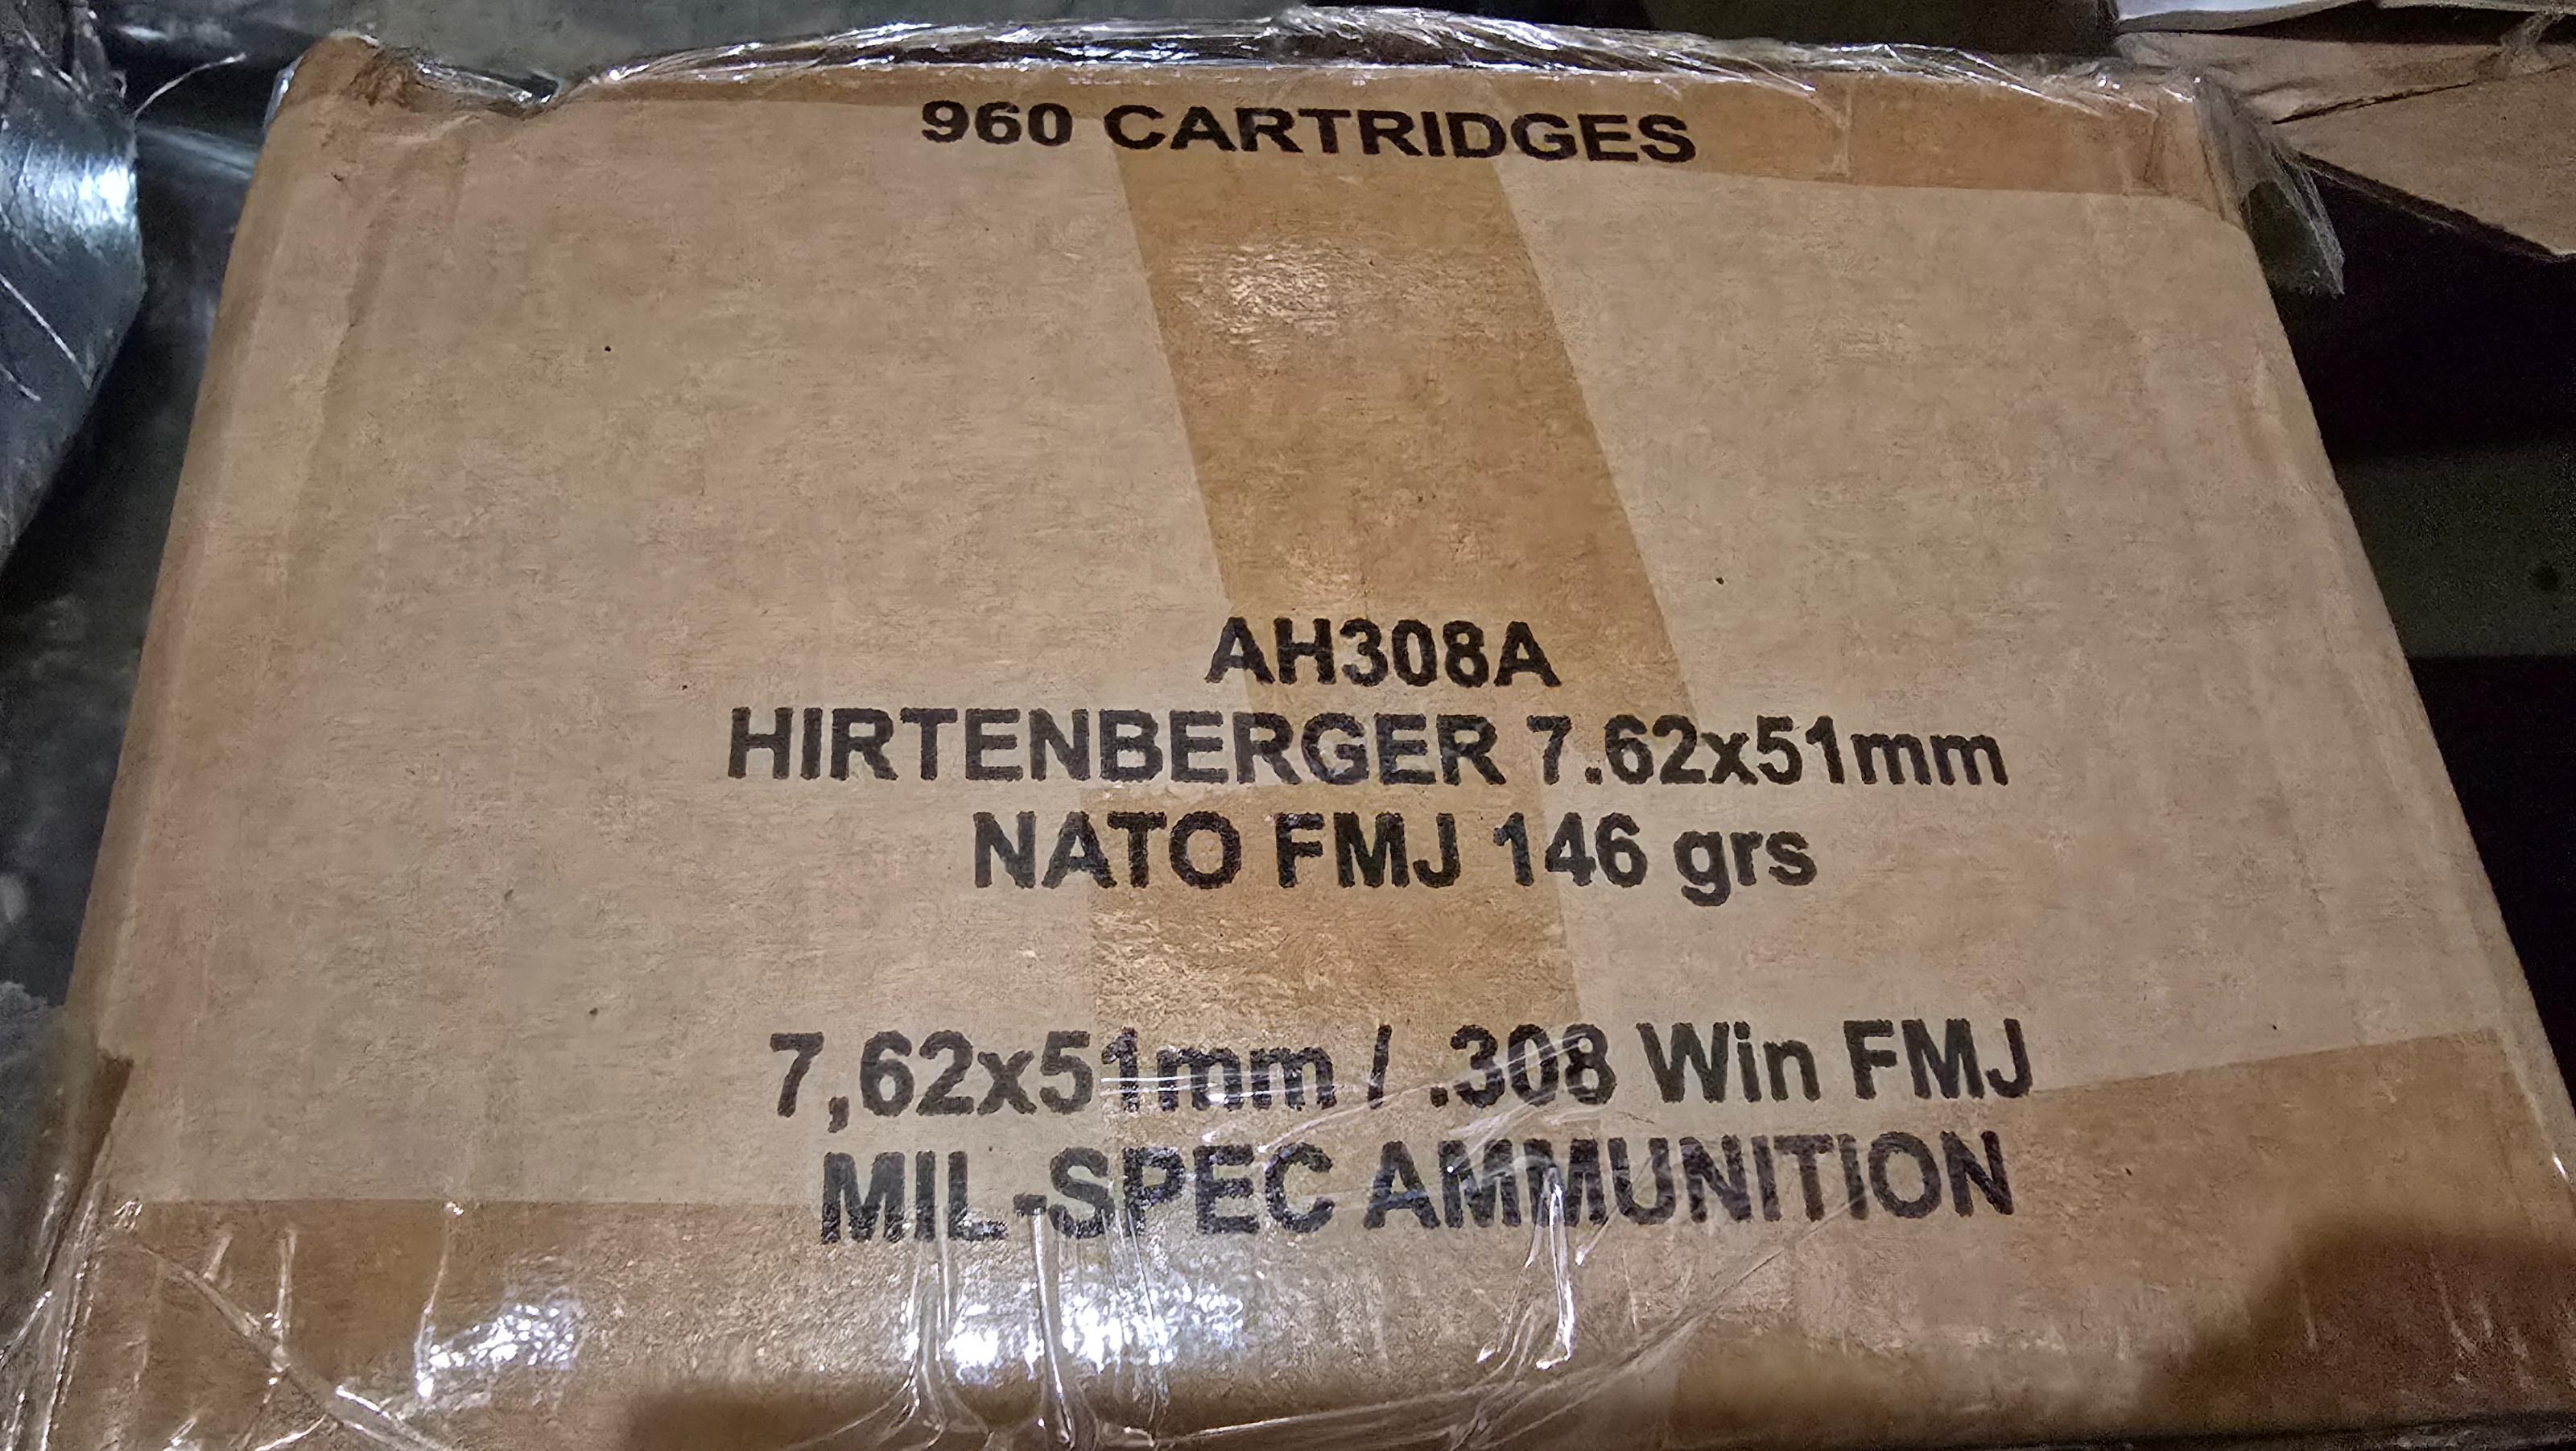 960 CARTRIDGES
AH308A
HIRTENBERGER 7.62x51mm
NATO FMJ 146 grs
7,62x51mm / .308 Win FMJ
MIL-SPEC AMMUNITION